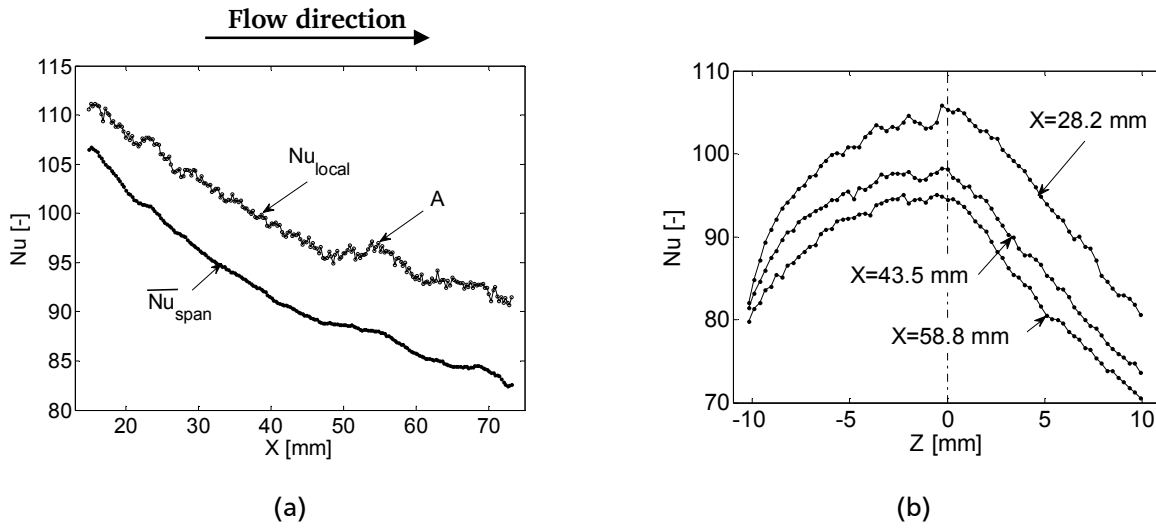 Flow direction
115
110
105
100
95
90
85
80
Nu [-]
20 30 40 50 60 70
X [mm]
Nu_local
A
Nu_span
(a)
110
100
90
80
70
Nu [-]
-10 -5 0 5 10
Z [mm]
X=28.2 mm
X=43.5 mm
X=58.8 mm
(b)